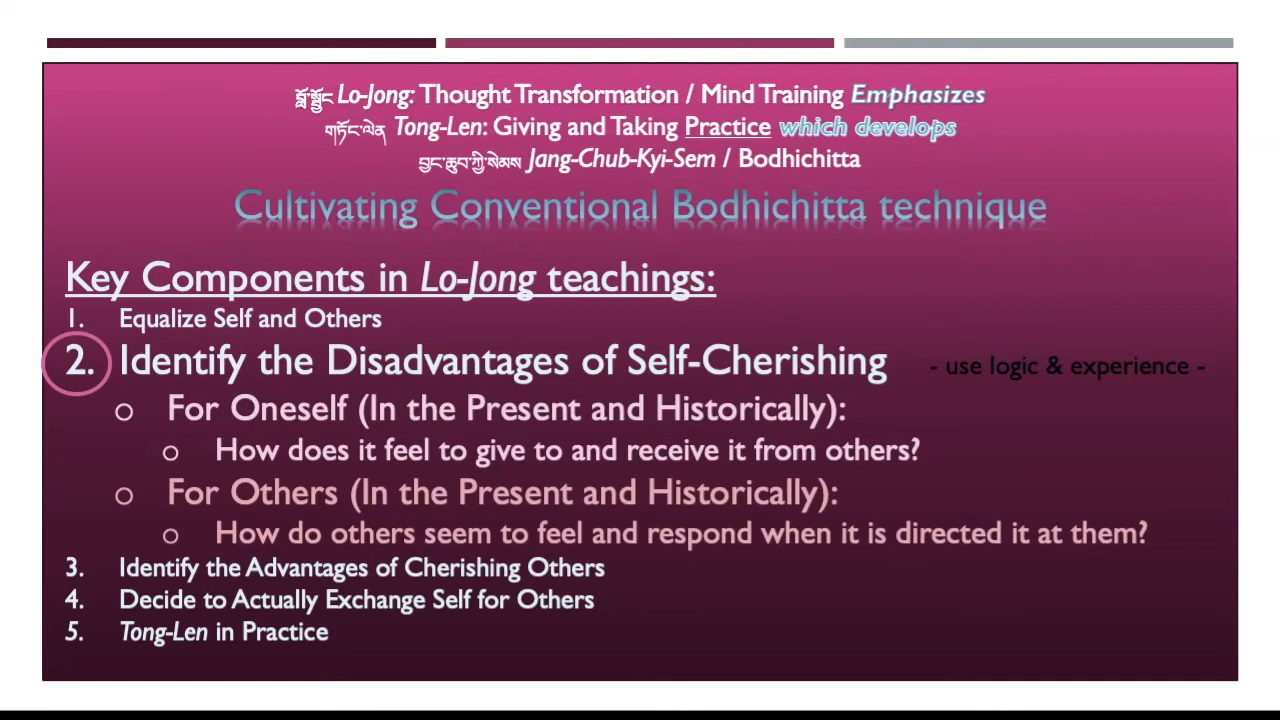 བློ་སྦྱོང Lo-Jong: Thought Transformation / Mind Training Emphasizes
གཏོང་ལེན Tong-Len: Giving and Taking Practice which develops
བྱང་ཆུབ་ཀྱི་སེམས Jang-Chub-Kyi-Sem / Bodhichitta
Cultivating Conventional Bodhichitta technique
Key Components in Lo-Jong teachings:
1. Equalize Self and Others
2. Identify the Disadvantages of Self-Cherishing - use logic & experience -
o For Oneself (In the Present and Historically):
o How does it feel to give to and receive it from others?
o For Others (In the Present and Historically):
o How do others seem to feel and respond when it is directed it at them?
3. Identify the Advantages of Cherishing Others
4. Decide to Actually Exchange Self for Others
5. Tong-Len in Practice